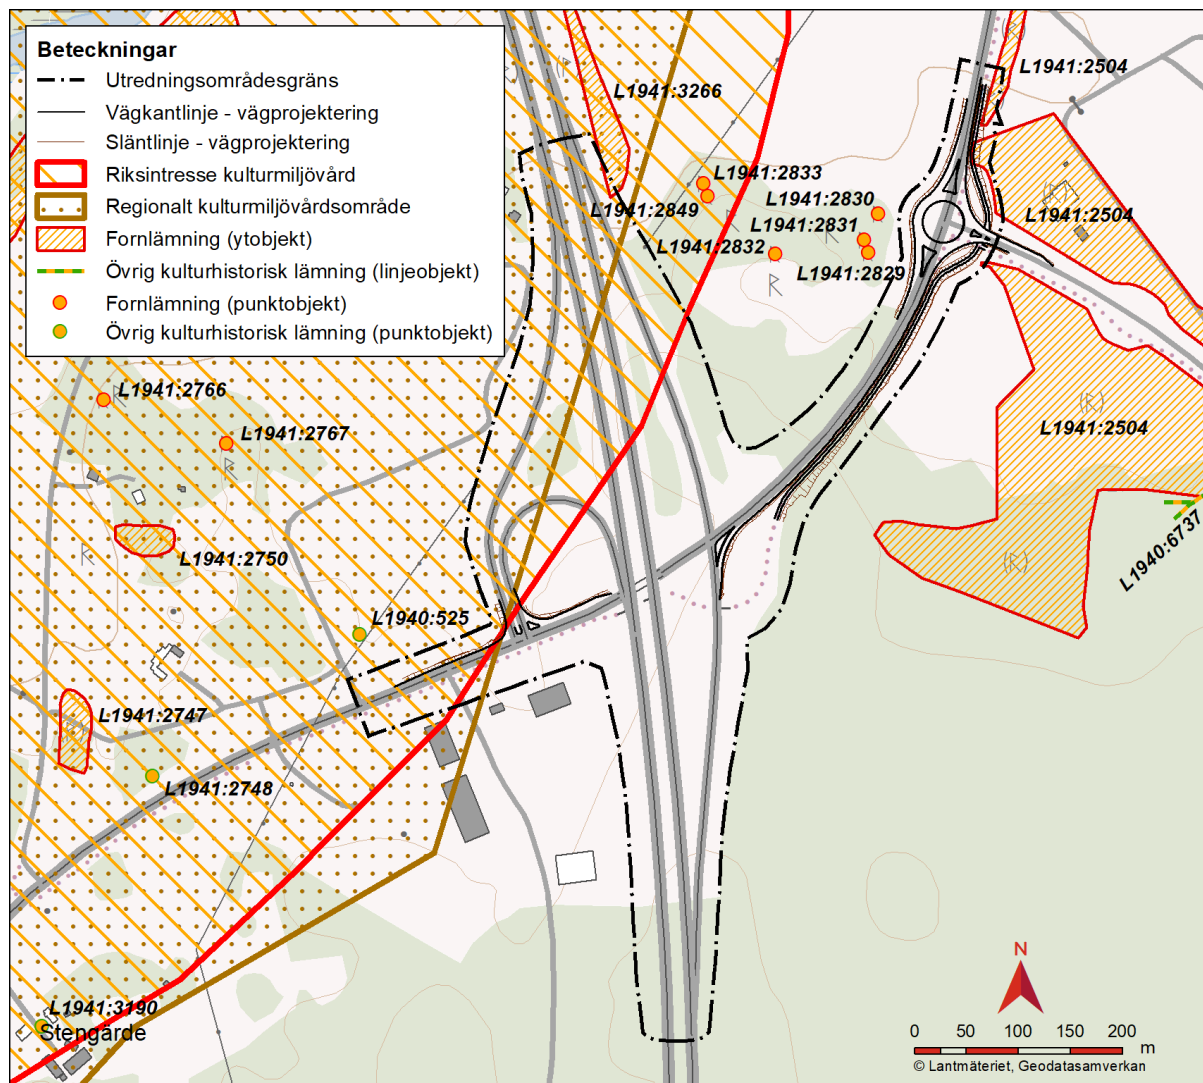 Beteckningar
Utredningsområdesgräns
Vägkantlinje - vägprojektering
Släntlinje - vägprojektering
Riksintresse kulturmiljövård
Regionalt kulturmiljövårdsområde
Fornlämning (ytobjekt)
Övrig kulturhistorisk lämning (linjeobjekt)
Fornlämning (punktobjekt)
Övrig kulturhistorisk lämning (punktobjekt)
L1941:2504
L1941:3266
L1941:2833
L1941:2830
L1941:2849
L1941:2504
L1941:2831
L1941:2832
L1941:2829
L1941:2766
L1941:2767
L1941:2504
L1940:6737
L1941:2750
L1940:525
L1941:2747
L1941:2748
L1941:3190
Stengärde
N
0 50 100 150 200
m
© Lantmäteriet, Geodatasamverkan